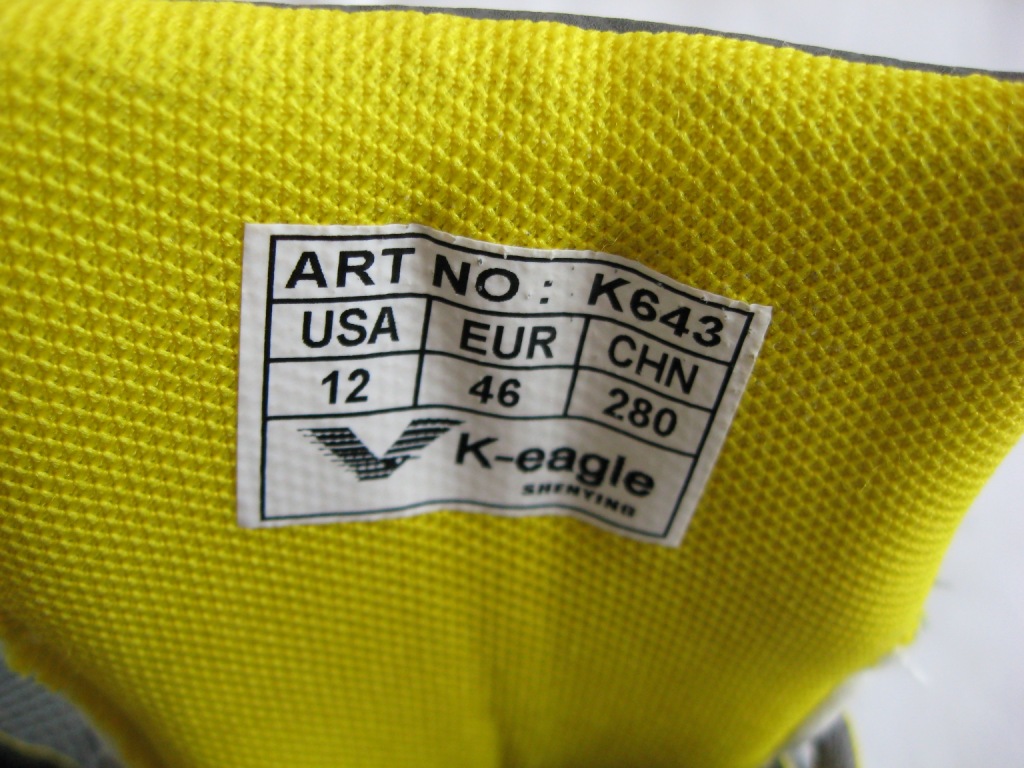 ART NO : K643
USA EUR CHN
12 46 280
K-eagle
SHENYING